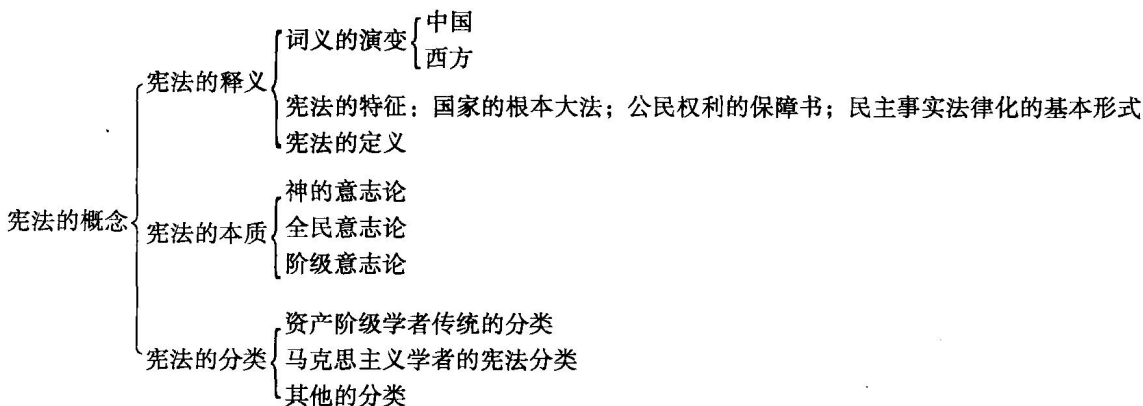 中国
词义的演变
西方
宪法的释义
宪法的特征：国家的根本大法；公民权利的保障书；民主事实法律化的基本形式
宪法的定义
神的意志论
宪法的概念
宪法的本质
全民意志论
阶级意志论
资产阶级学者传统的分类
宪法的分类
马克思主义学者的宪法分类
其他的分类